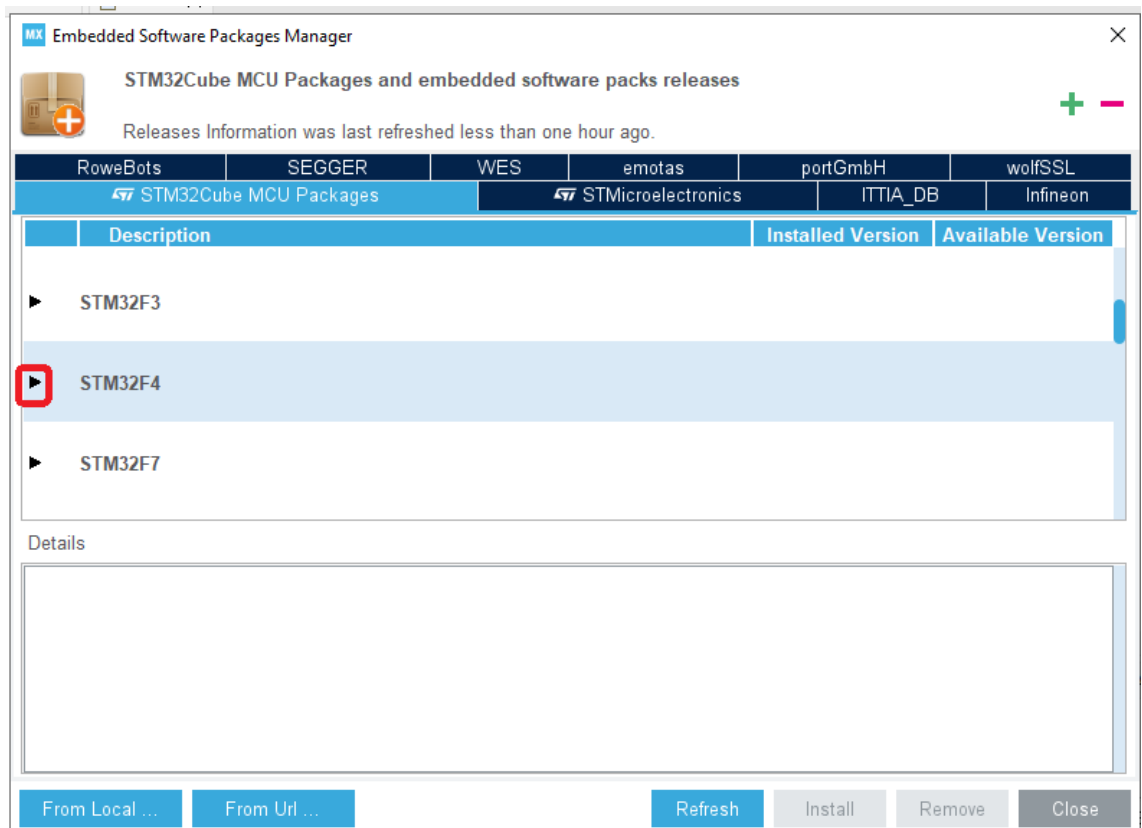 MX Embedded Software Packages Manager
STM32Cube MCU Packages and embedded software packs releases
Releases Information was last refreshed less than one hour ago.
RoweBots SEGGER WES emotas portGmbH wolfSSL
STM32Cube MCU Packages STMicroelectronics ITTIA_DB Infineon
Description Installed Version Available Version
STM32F3
STM32F4
STM32F7
Details
From Local ... From Url ... Refresh Install Remove Close